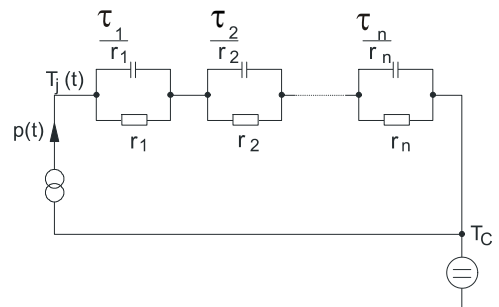 τ1/r1 τ2/r2 τn/rn
Tj (t)
r1 r2 rn
p(t)
TC